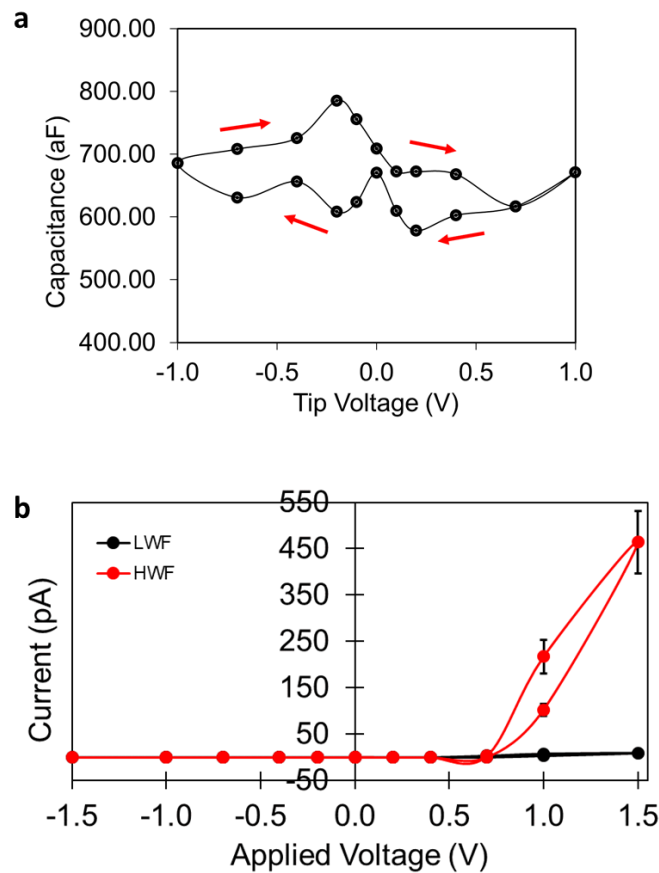 a
900.00
800.00
700.00
600.00
500.00
400.00
Capacitance (aF)
-1.0 -0.5 0.0 0.5 1.0
Tip Voltage (V)
b
550
450
350
250
150
50
-50
LWF
HWF
Current (pA)
-1.5 -1.0 -0.5 0.0 0.5 1.0 1.5
Applied Voltage (V)